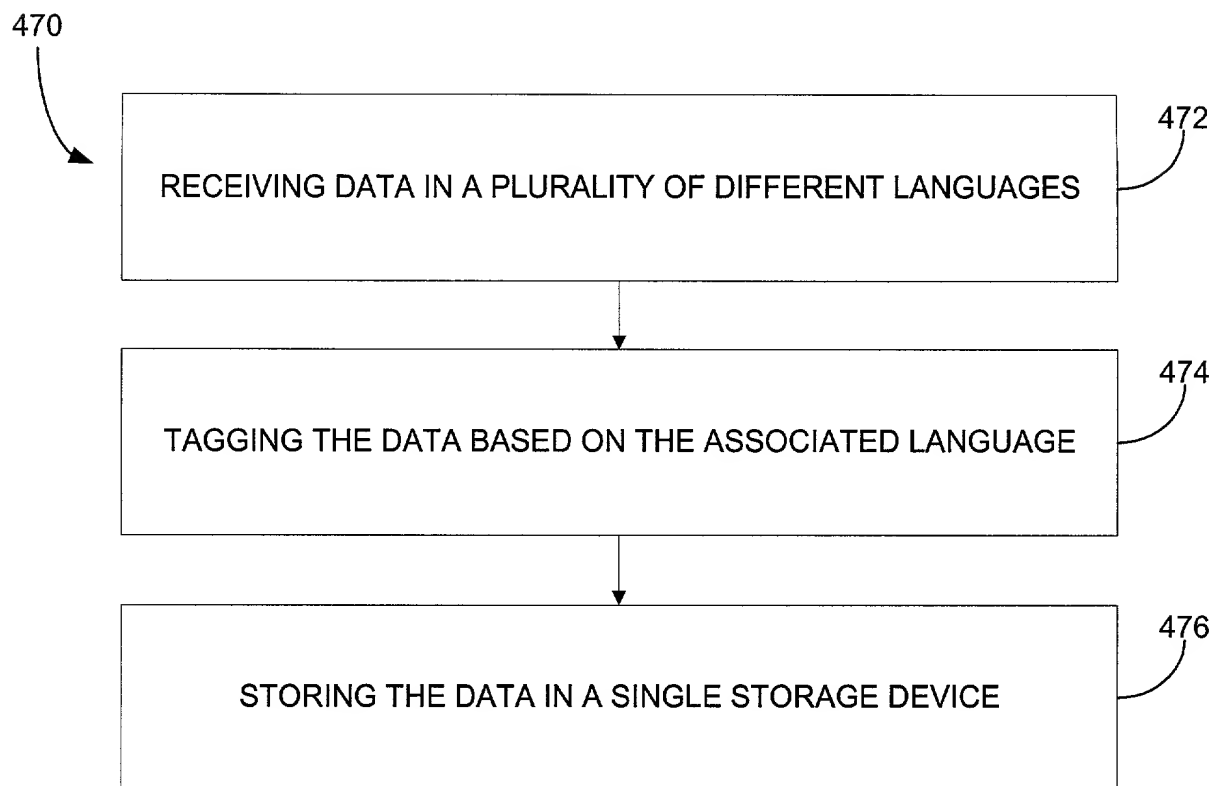 470
472
RECEIVING DATA IN A PLURALITY OF DIFFERENT LANGUAGES
474
TAGGING THE DATA BASED ON THE ASSOCIATED LANGUAGE
476
STORING THE DATA IN A SINGLE STORAGE DEVICE